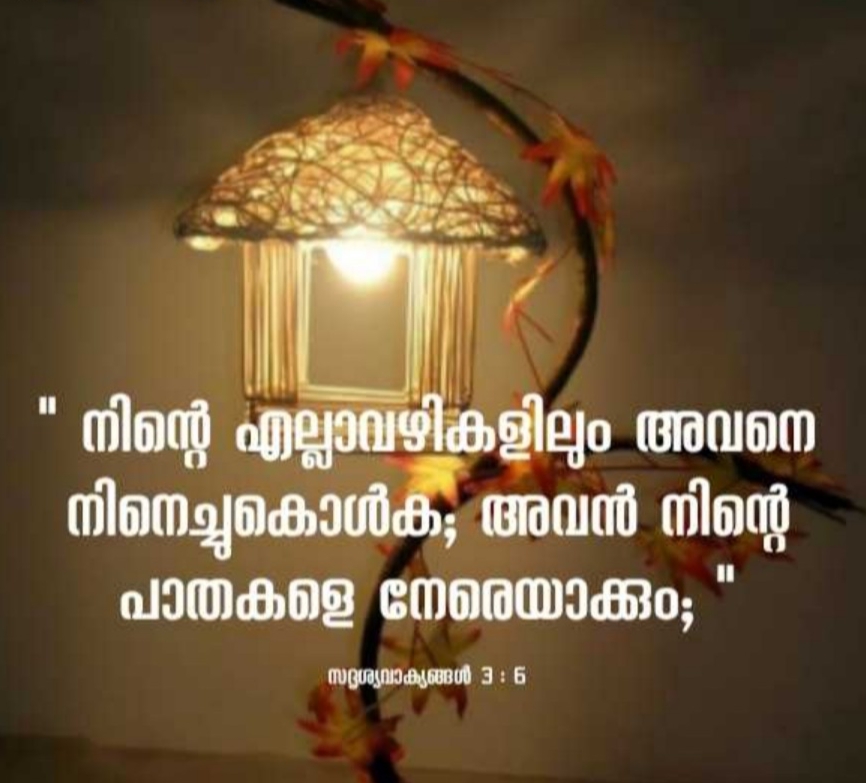 " നിന്റെ എല്ലാവഴികളിലും അവനെ
നിനെച്ചുകൊൾക; അവൻ നിന്റെ
പാതകളെ നേരെയാക്കും; "
സദൃശ്യവാക്യങ്ങൾ 3 : 6